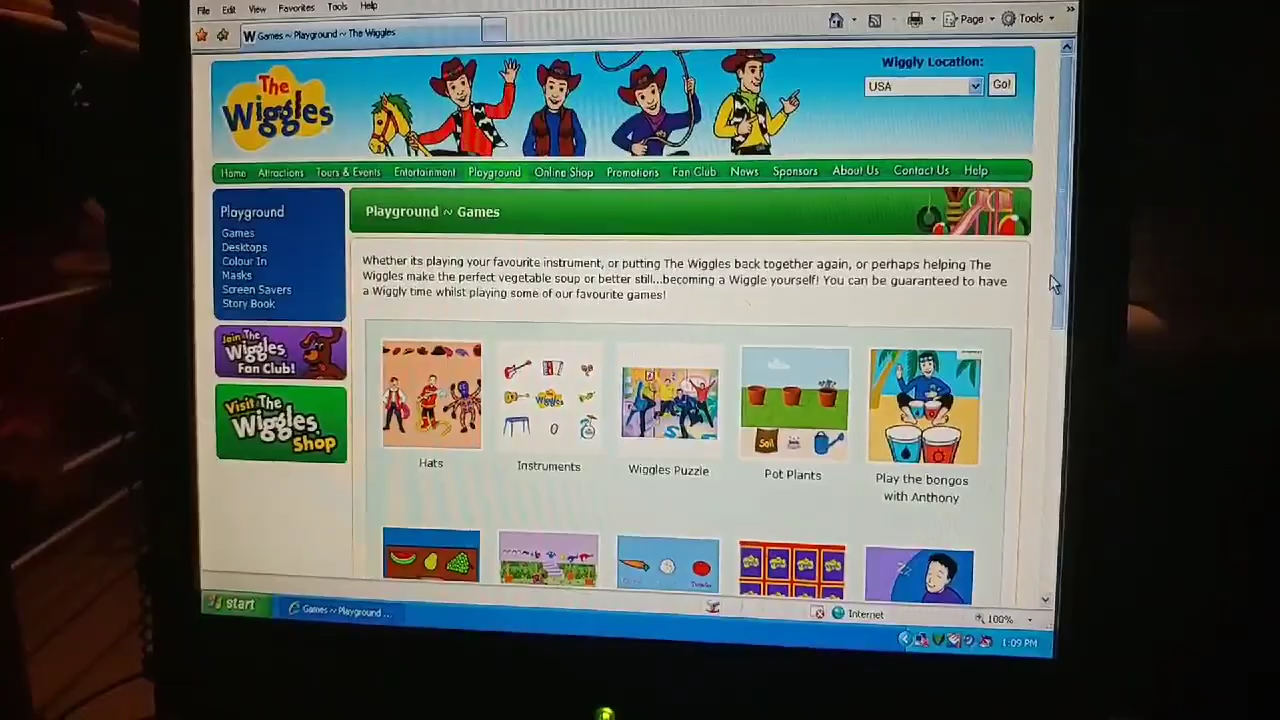 File Edit View Favorites Tools Help
W Games ~ Playground ~ The Wiggles
Page Tools
The Wiggles
Wiggly Location:
USA Go!
Home Attractions Tours & Events Entertainment Playground Online Shop Promotions Fan Club News Sponsors About Us Contact Us Help
Playground
Games
Desktops
Colour In
Masks
Screen Savers
Story Book
Join The
Wiggles
Fan Club!
Visit The
Wiggles
Shop
Playground ~ Games
Whether its playing your favourite instrument, or putting The Wiggles back together again, or perhaps helping The
Wiggles make the perfect vegetable soup or better still...becoming a Wiggle yourself! You can be guaranteed to have
a Wiggly time whilst playing some of our favourite games!
Soil
Hats
Instruments
Wiggles Puzzle
Pot Plants
Play the bongos
with Anthony
start
Games ~ Playground ...
Internet
100%
1:09 PM